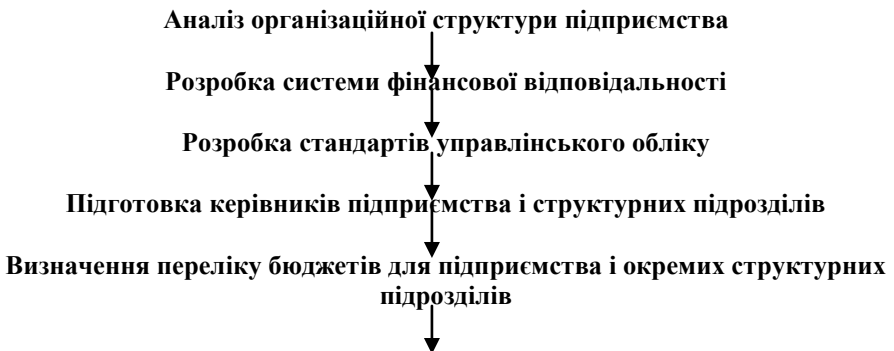 Аналіз організаційної структури підприємства
Розробка системи фінансової відповідальності
Розробка стандартів управлінського обліку
Підготовка керівників підприємства і структурних підрозділів
Визначення переліку бюджетів для підприємства і окремих структурних
підрозділів